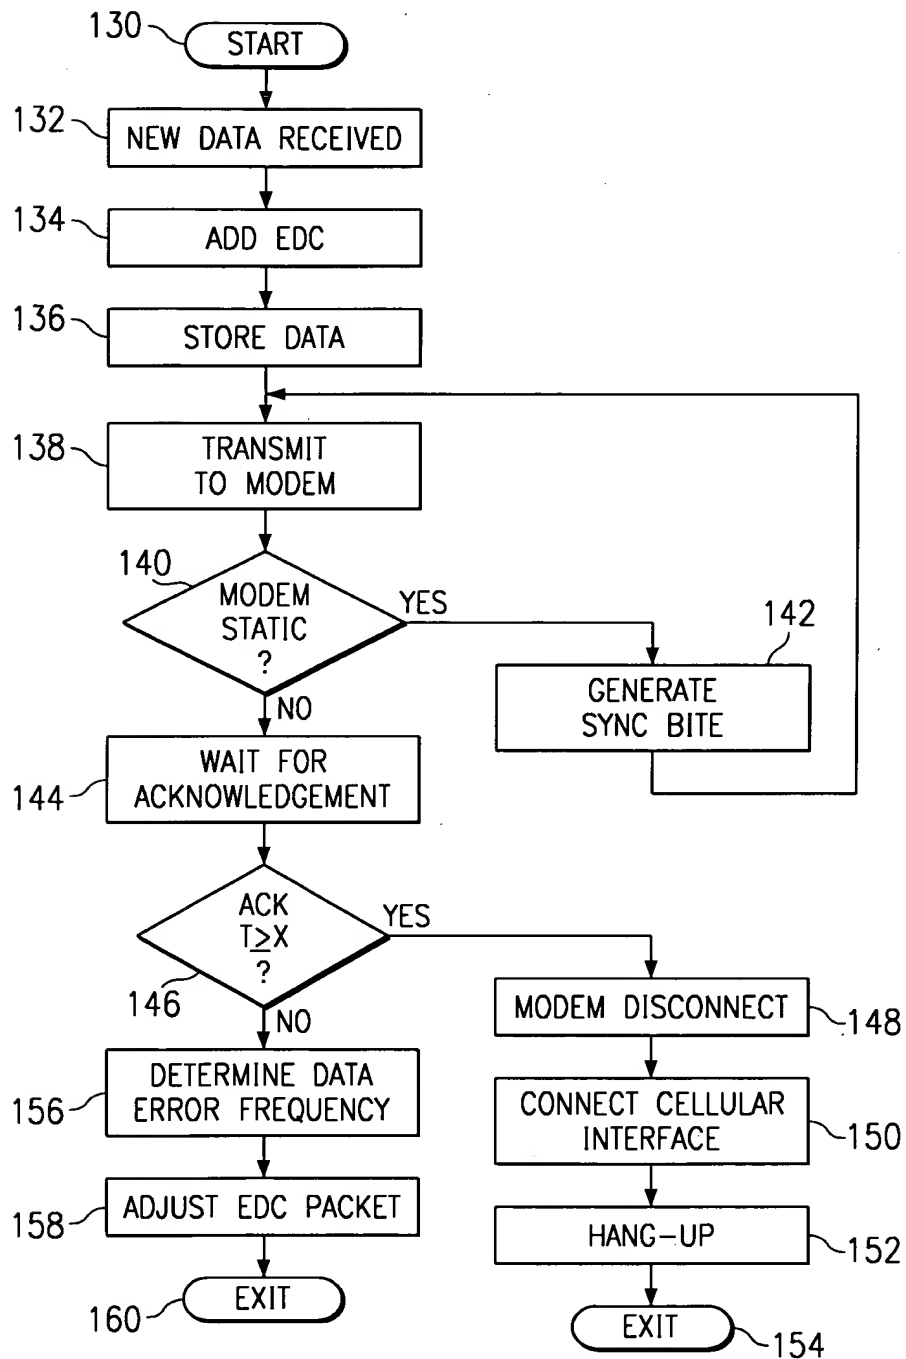 130
START
132
NEW DATA RECEIVED
134
ADD EDC
136
STORE DATA
138
TRANSMIT
TO MODEM
140
MODEM
STATIC
?
YES
NO
142
GENERATE
SYNC BITE
144
WAIT FOR
ACKNOWLEDGEMENT
ACK
T≥X
?
YES
146
NO
MODEM DISCONNECT
148
156
DETERMINE DATA
ERROR FREQUENCY
CONNECT CELLULAR
INTERFACE
150
158
ADJUST EDC PACKET
HANG-UP
152
160
EXIT
EXIT
154